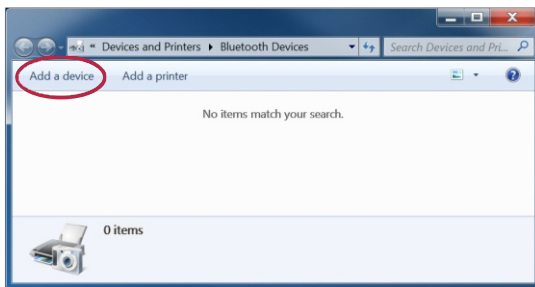 Devices and Printers ▸ Bluetooth Devices
Search Devices and Pri...
Add a device Add a printer
No items match your search.
0 items